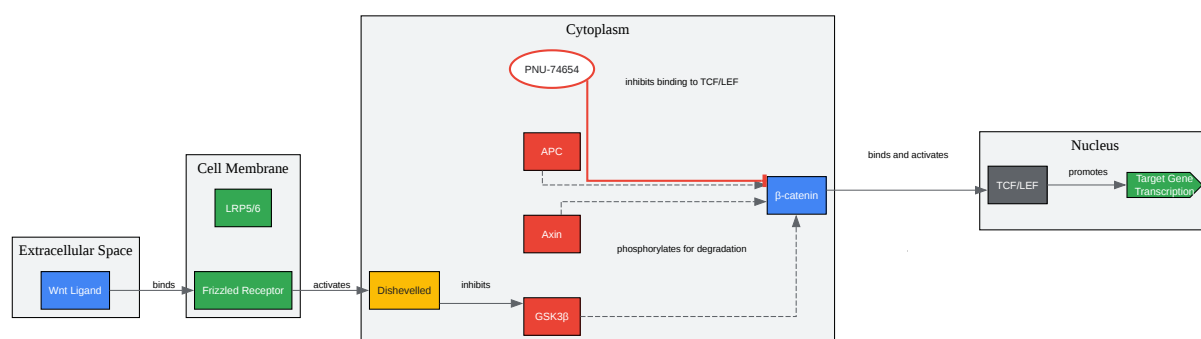 Extracellular Space
Wnt Ligand
binds
Cell Membrane
LRP5/6
Frizzled Receptor
activates
Cytoplasm
PNU-74654
inhibits binding to TCF/LEF
APC
Axin
β-catenin
phosphorylates for degradation
Dishevelled
inhibits
GSK3β
binds and activates
Nucleus
TCF/LEF
promotes
Target Gene
Transcription